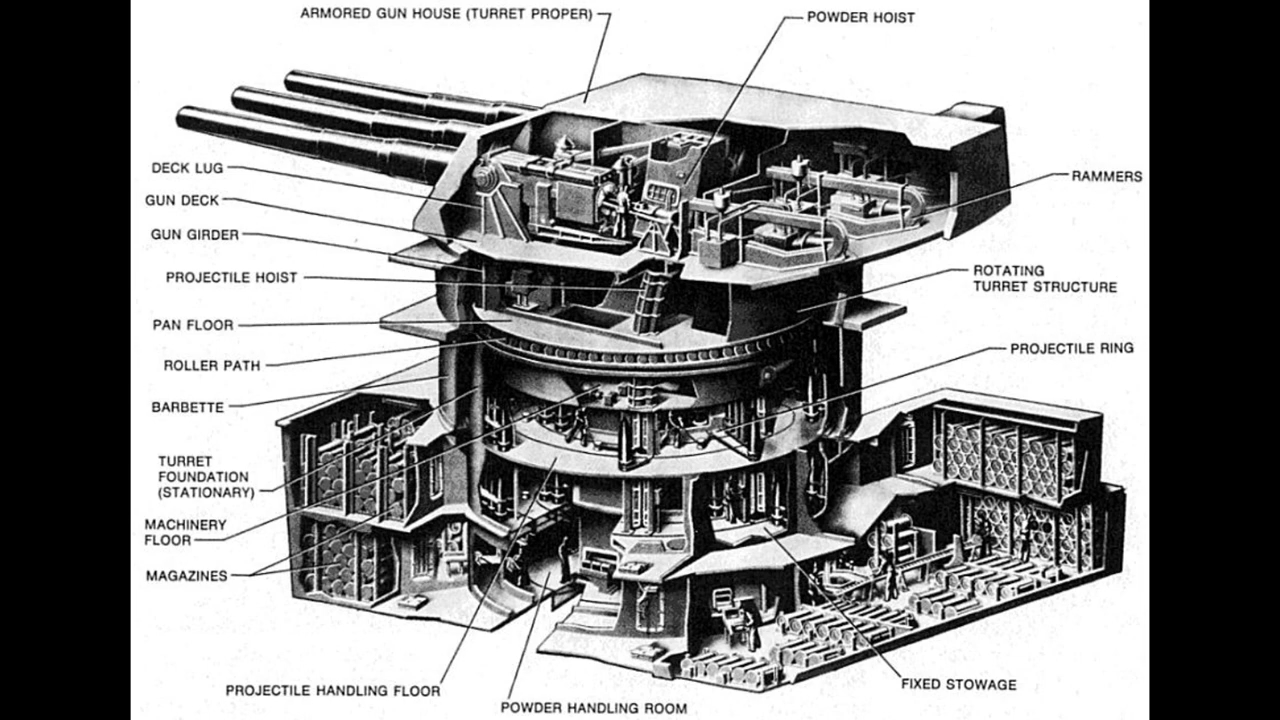 ARMORED GUN HOUSE (TURRET PROPER)
POWDER HOIST
DECK LUG
GUN DECK
GUN GIRDER
PROJECTILE HOIST
PAN FLOOR
ROLLER PATH
BARBETTE
TURRET
FOUNDATION
(STATIONARY)
MACHINERY
FLOOR
MAGAZINES
PROJECTILE HANDLING FLOOR
POWDER HANDLING ROOM
RAMMERS
ROTATING
TURRET STRUCTURE
PROJECTILE RING
FIXED STOWAGE